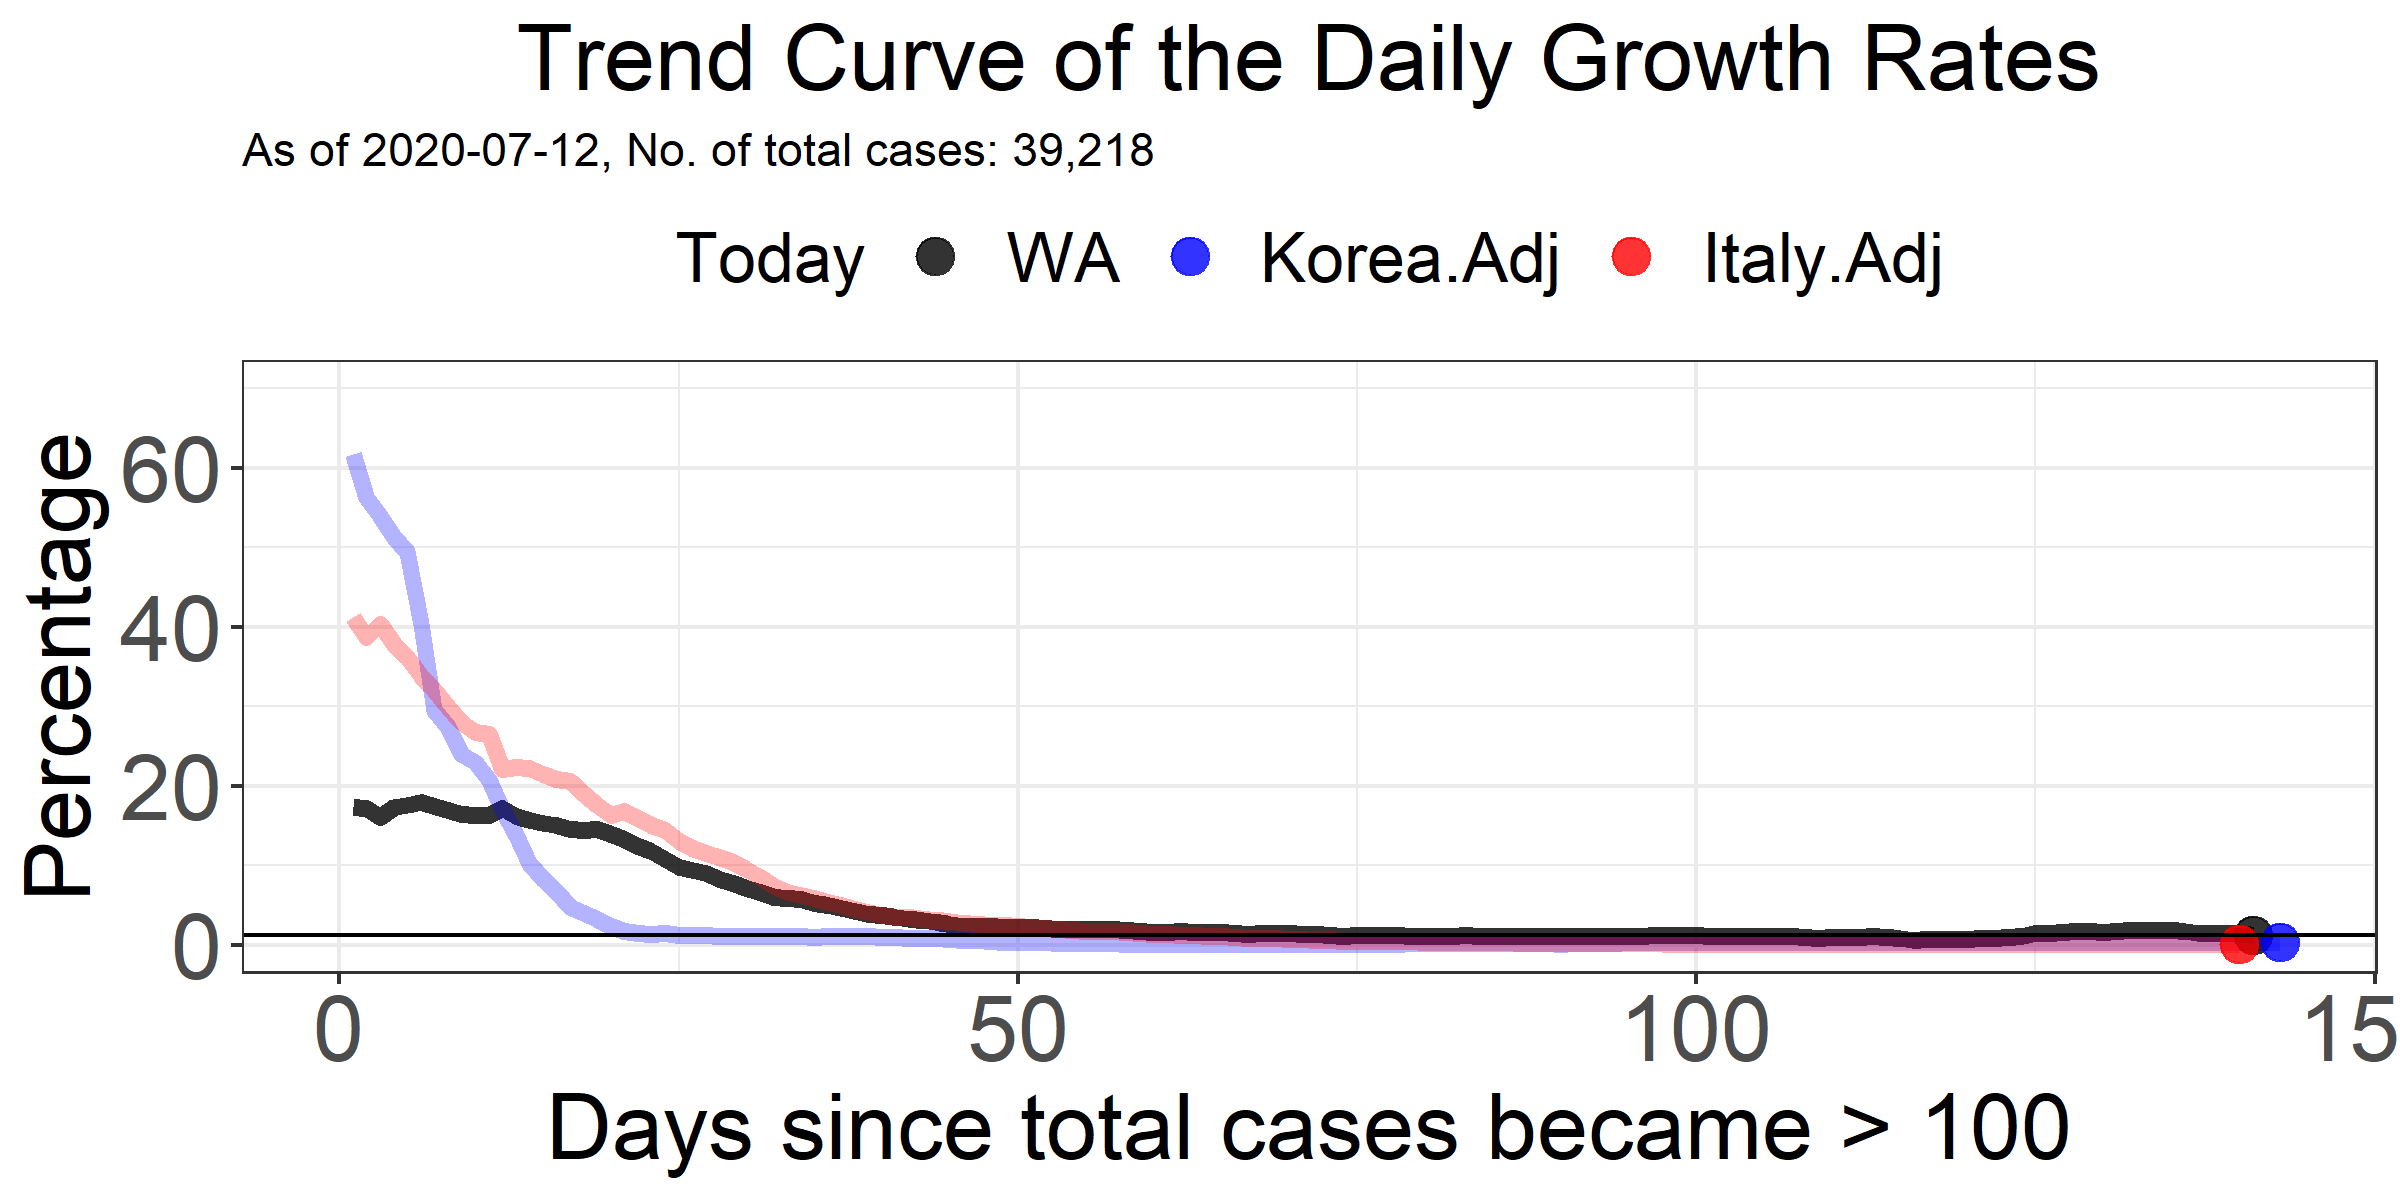 Trend Curve of the Daily Growth Rates
As of 2020-07-12, No. of total cases: 39,218
Today WA Korea.Adj Italy.Adj
Percentage
60
40
20
0
0 50 100 15
Days since total cases became > 100